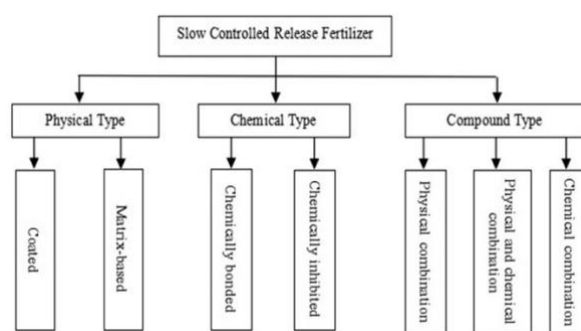 Slow Controlled Release Fertilizer
Physical Type
Chemical Type
Compound Type
Coated
Matrix-based
Chemically bonded
Chemically inhibited
Physical combination
Physical and chemical
combination
Chemical combination